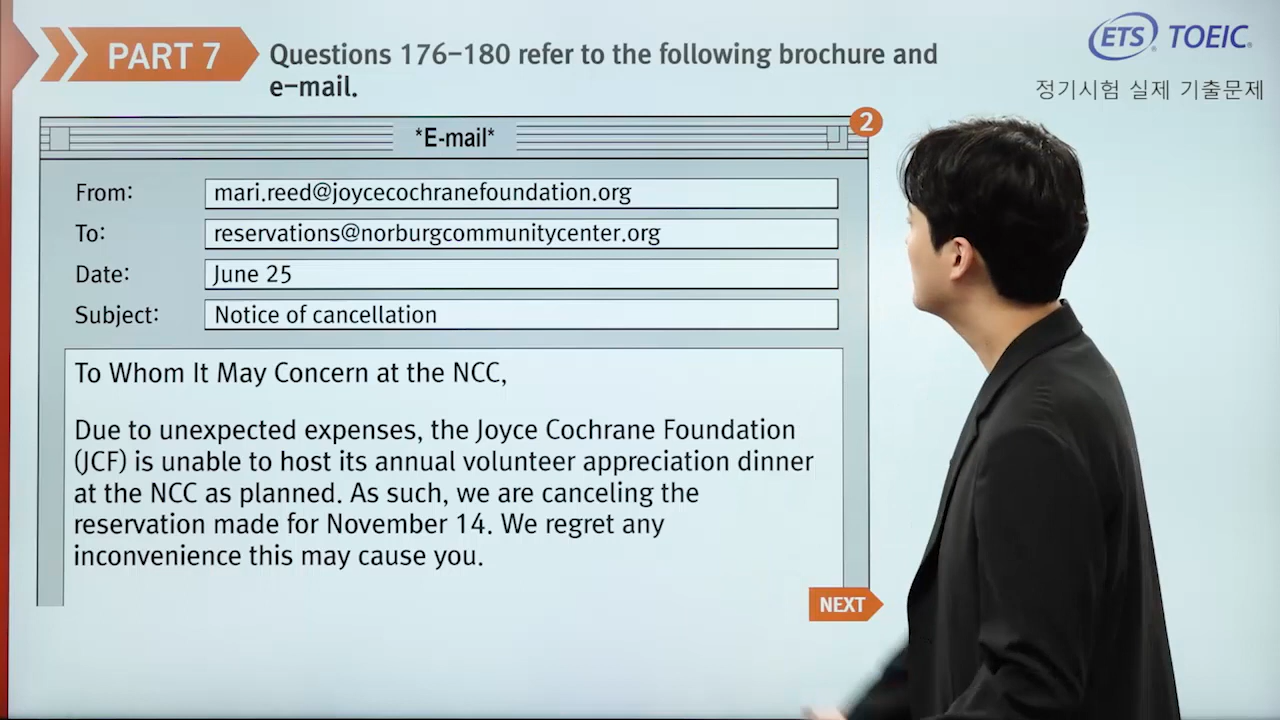 PART 7
Questions 176–180 refer to the following brochure and
e-mail.
ETS TOEIC
정기시험 실제 기출문제
2
*E-mail*
From: mari.reed@joycecochranefoundation.org
To: reservations@norburgcommunitycenter.org
Date: June 25
Subject: Notice of cancellation
To Whom It May Concern at the NCC,
Due to unexpected expenses, the Joyce Cochrane Foundation
(JCF) is unable to host its annual volunteer appreciation dinner
at the NCC as planned. As such, we are canceling the
reservation made for November 14. We regret any
inconvenience this may cause you.
NEXT